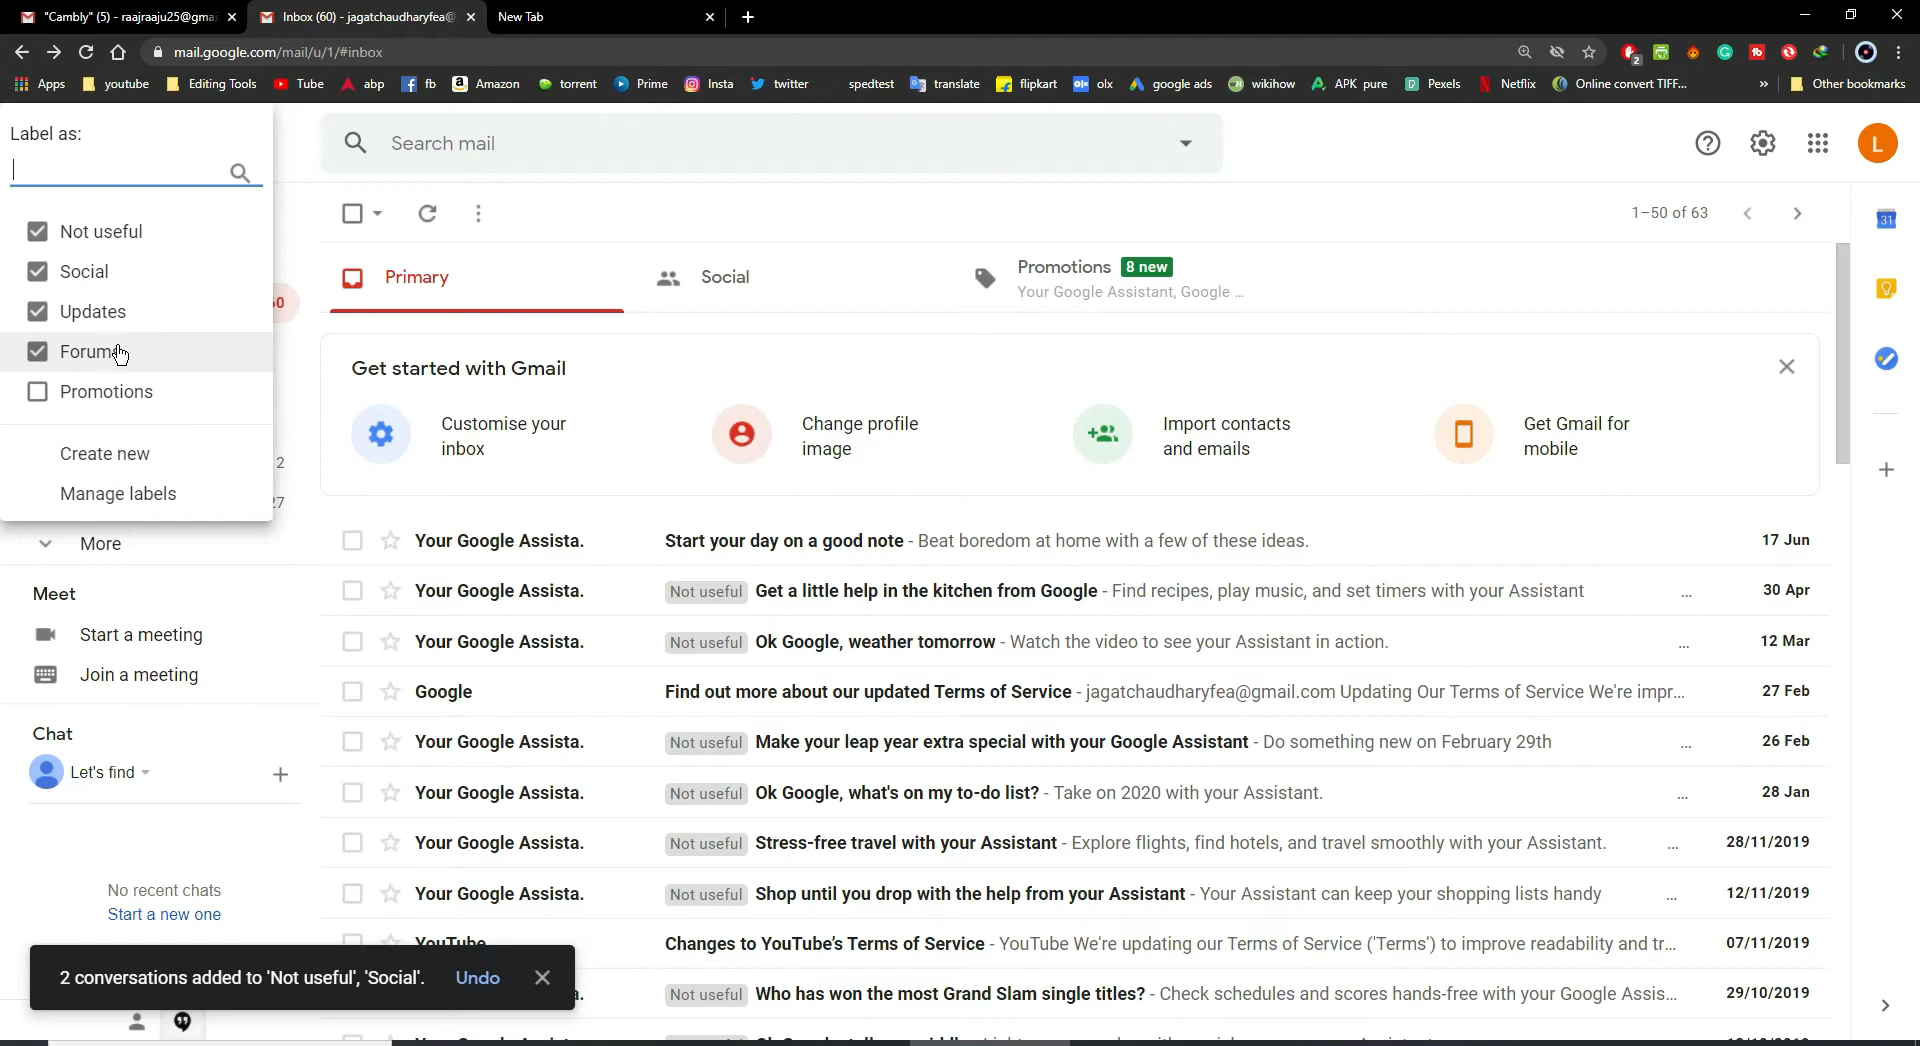 "Cambly" (5) - raajraaju25@gmai
Inbox (60) - jagatchaudharyfea@
New Tab
mail.google.com/mail/u/1/#inbox
2
Apps
youtube
Editing Tools
Tube
abp
fb
Amazon
torrent
Prime
Insta
twitter
spedtest
translate
flipkart
olx
google ads
wikihow
APK pure
Pexels
Netflix
Online convert TIFF...
»
Other bookmarks
Label as:
Search mail
L
Not useful
Social
Updates
Forum
Promotions
Create new
Manage labels
2
27
More
Meet
Start a meeting
Join a meeting
Chat
Let's find
No recent chats
Start a new one
1–50 of 63
31
Primary
Social
Promotions 8 new
Your Google Assistant, Google ...
Get started with Gmail
Customise your
inbox
Change profile
image
Import contacts
and emails
Get Gmail for
mobile
Your Google Assista. Start your day on a good note - Beat boredom at home with a few of these ideas. 17 Jun
Your Google Assista. Not useful Get a little help in the kitchen from Google - Find recipes, play music, and set timers with your Assistant ... 30 Apr
Your Google Assista. Not useful Ok Google, weather tomorrow - Watch the video to see your Assistant in action. ... 12 Mar
Google Find out more about our updated Terms of Service - jagatchaudharyfea@gmail.com Updating Our Terms of Service We're impr... 27 Feb
Your Google Assista. Not useful Make your leap year extra special with your Google Assistant - Do something new on February 29th ... 26 Feb
Your Google Assista. Not useful Ok Google, what's on my to-do list? - Take on 2020 with your Assistant. ... 28 Jan
Your Google Assista. Not useful Stress-free travel with your Assistant - Explore flights, find hotels, and travel smoothly with your Assistant. ... 28/11/2019
Your Google Assista. Not useful Shop until you drop with the help from your Assistant - Your Assistant can keep your shopping lists handy ... 12/11/2019
YouTube Changes to YouTube's Terms of Service - YouTube We're updating our Terms of Service ('Terms') to improve readability and tr... 07/11/2019
Not useful Who has won the most Grand Slam single titles? - Check schedules and scores hands-free with your Google Assis... 29/10/2019
2 conversations added to 'Not useful', 'Social'. Undo